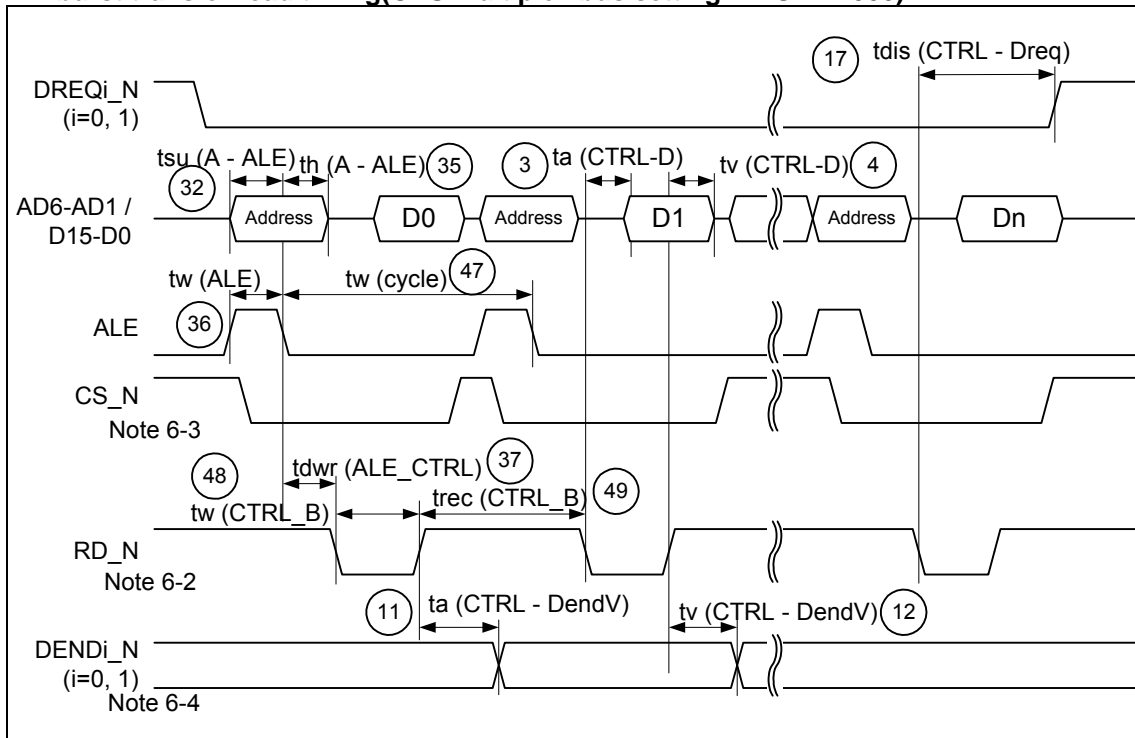 17
tdis (CTRL - Dreq)
DREQi_N
(i=0, 1)
tsu (A - ALE)
th (A - ALE)
35
3
ta (CTRL-D)
tv (CTRL-D)
4
32
AD6-AD1 /
D15-D0
Address
D0
Address
D1
Address
Dn
tw (ALE)
tw (cycle)
47
ALE
36
CS_N
Note 6-3
48
tdwr (ALE_CTRL)
37
tw (CTRL_B)
trec (CTRL_B)
49
RD_N
Note 6-2
11
ta (CTRL - DendV)
tv (CTRL - DendV)
12
DENDi_N
(i=0, 1)
Note 6-4